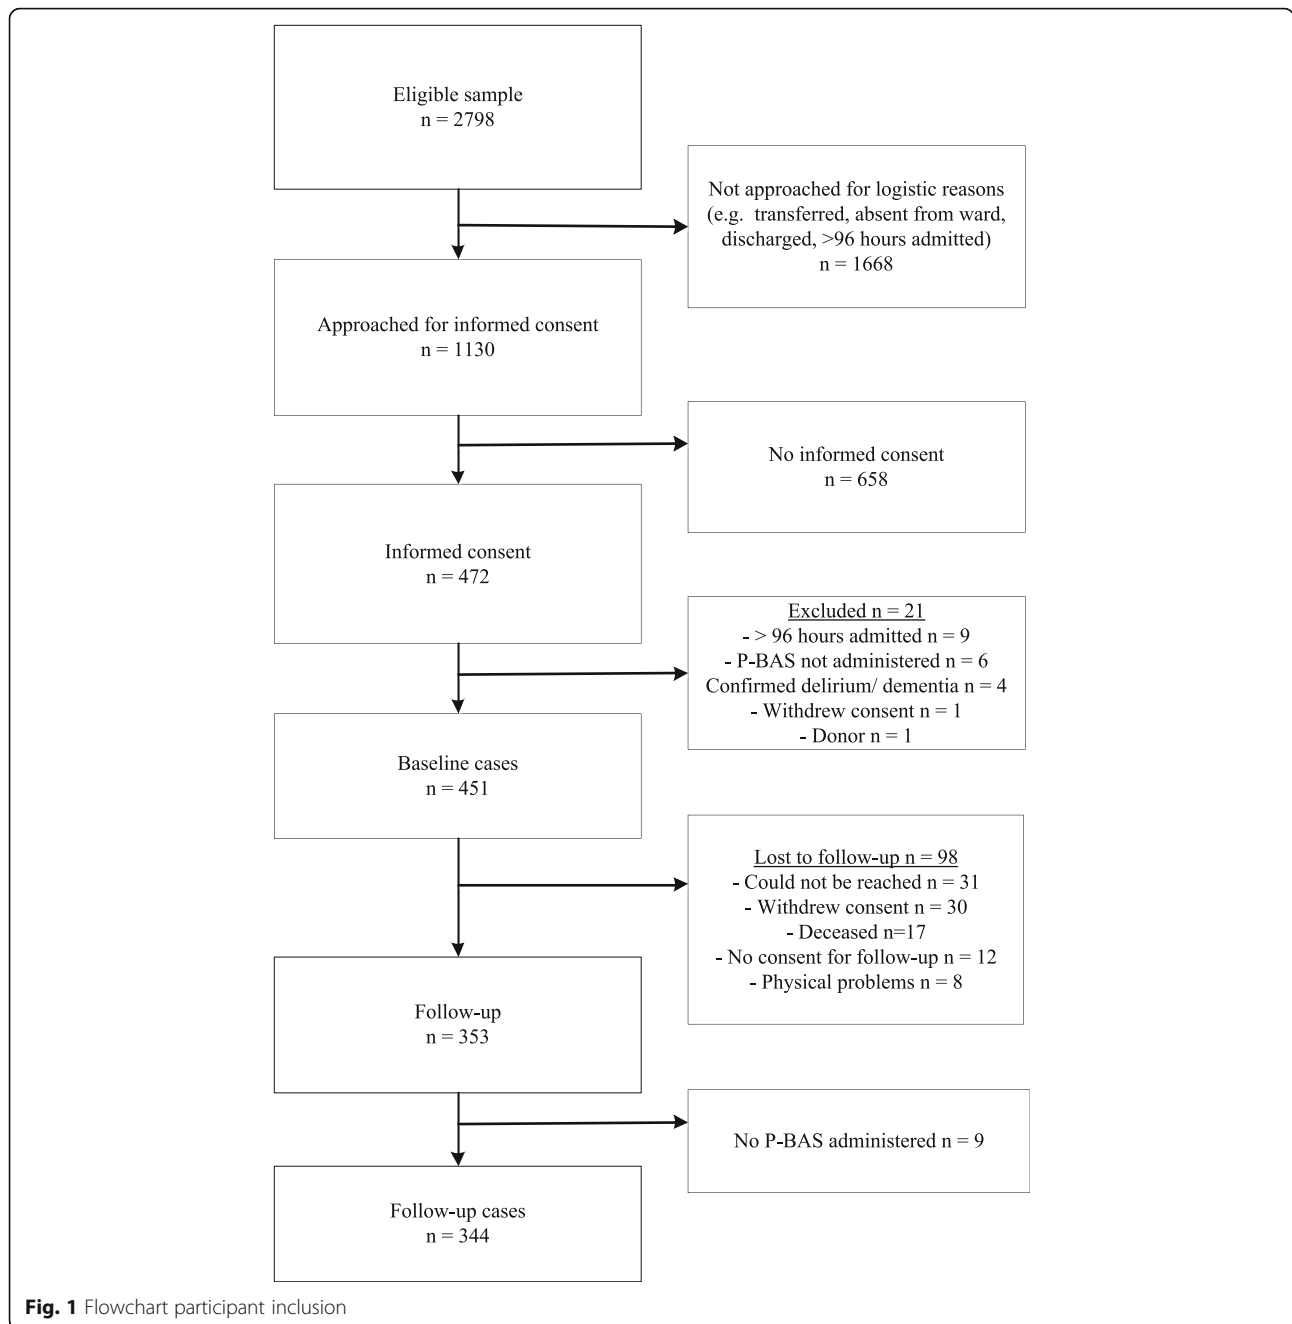 Eligible sample
n = 2798
Not approached for logistic reasons
(e.g. transferred, absent from ward,
discharged, >96 hours admitted)
n = 1668
Approached for informed consent
n = 1130
No informed consent
n = 658
Informed consent
n = 472
Excluded n = 21
- > 96 hours admitted n = 9
- P-BAS not administered n = 6
Confirmed delirium/ dementia n = 4
- Withdrew consent n = 1
- Donor n = 1
Baseline cases
n = 451
Lost to follow-up n = 98
- Could not be reached n = 31
- Withdrew consent n = 30
- Deceased n=17
- No consent for follow-up n = 12
- Physical problems n = 8
Follow-up
n = 353
No P-BAS administered n = 9
Follow-up cases
n = 344
Fig. 1 Flowchart participant inclusion